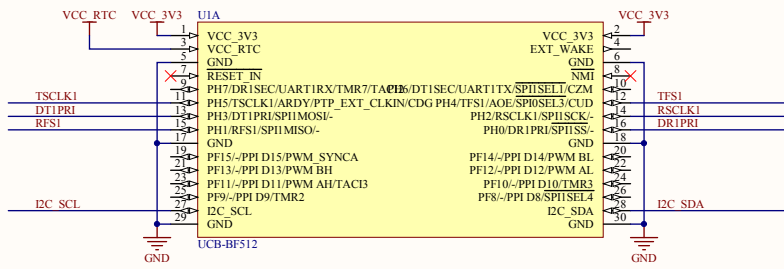 VCC_RTC VCC_3V3 U1A VCC_3V3
1 VCC_3V3 VCC_3V3 2
3 VCC_RTC EXT_WAKE 4
5 GND GND 6
7 RESET_IN NMI 8
9 PH7/DR1SEC/UART1RX/TMR7/TACI2 PH6/DT1SEC/UART1TX/SPI1SEL1/CZM 10
TSCLK1 11 PH5/TSCLK1/ARDY/PTP_EXT_CLKIN/CDG PH4/TFS1/AOE/SPI0SEL3/CUD 12 TFS1
DT1PRI 13 PH3/DT1PRI/SPI1MOSI/- PH2/RSCLK1/SPI1SCK/- 14 RSCLK1
RFS1 15 PH1/RFS1/SPI1MISO/- PH0/DR1PRI/SPI1SS/- 16 DR1PRI
17 GND GND 18
19 PF15/-/PPI D15/PWM_SYNCA PF14/-/PPI D14/PWM BL 20
21 PF13/-/PPI D13/PWM BH PF12/-/PPI D12/PWM AL 22
23 PF11/-/PPI D11/PWM AH/TACI3 PF10/-/PPI D10/TMR3 24
25 PF9/-/PPI D9/TMR2 PF8/-/PPI D8/SPI1SEL4 26
I2C_SCL 27 I2C_SCL I2C_SDA 28 I2C_SDA
29 GND GND 30
UCB-BF512
GND GND